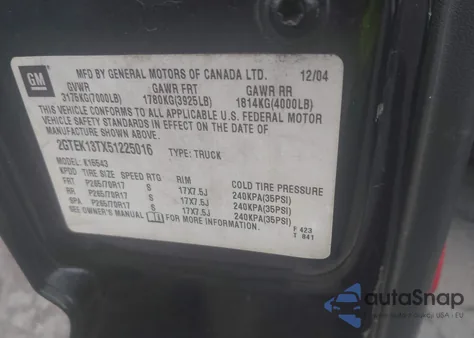 GM
MFD BY GENERAL MOTORS OF CANADA LTD. 12/04
GVWR GAWR FRT GAWR RR
3175KG(7000LB) 1780KG(3925LB) 1814KG(4000LB)
THIS VEHICLE CONFORMS TO ALL APPLICABLE U.S. FEDERAL MOTOR
VEHICLE SAFETY STANDARDS IN EFFECT ON THE DATE OF
MANUFACTURE SHOWN ABOVE.
2GTEK13TX51225016 TYPE: TRUCK
MODEL: K15543
TIRE SIZE SPEED RTG RIM COLD TIRE PRESSURE
FRT P265/70R17 S 17X7.5J 240KPA(35PSI)
RR P265/70R17 S 17X7.5J 240KPA(35PSI)
SPA P265/70R17 S 17X7.5J 240KPA(35PSI)
SEE OWNER'S MANUAL FOR MORE INFORMATION.
F 423
T 841
autoSnap